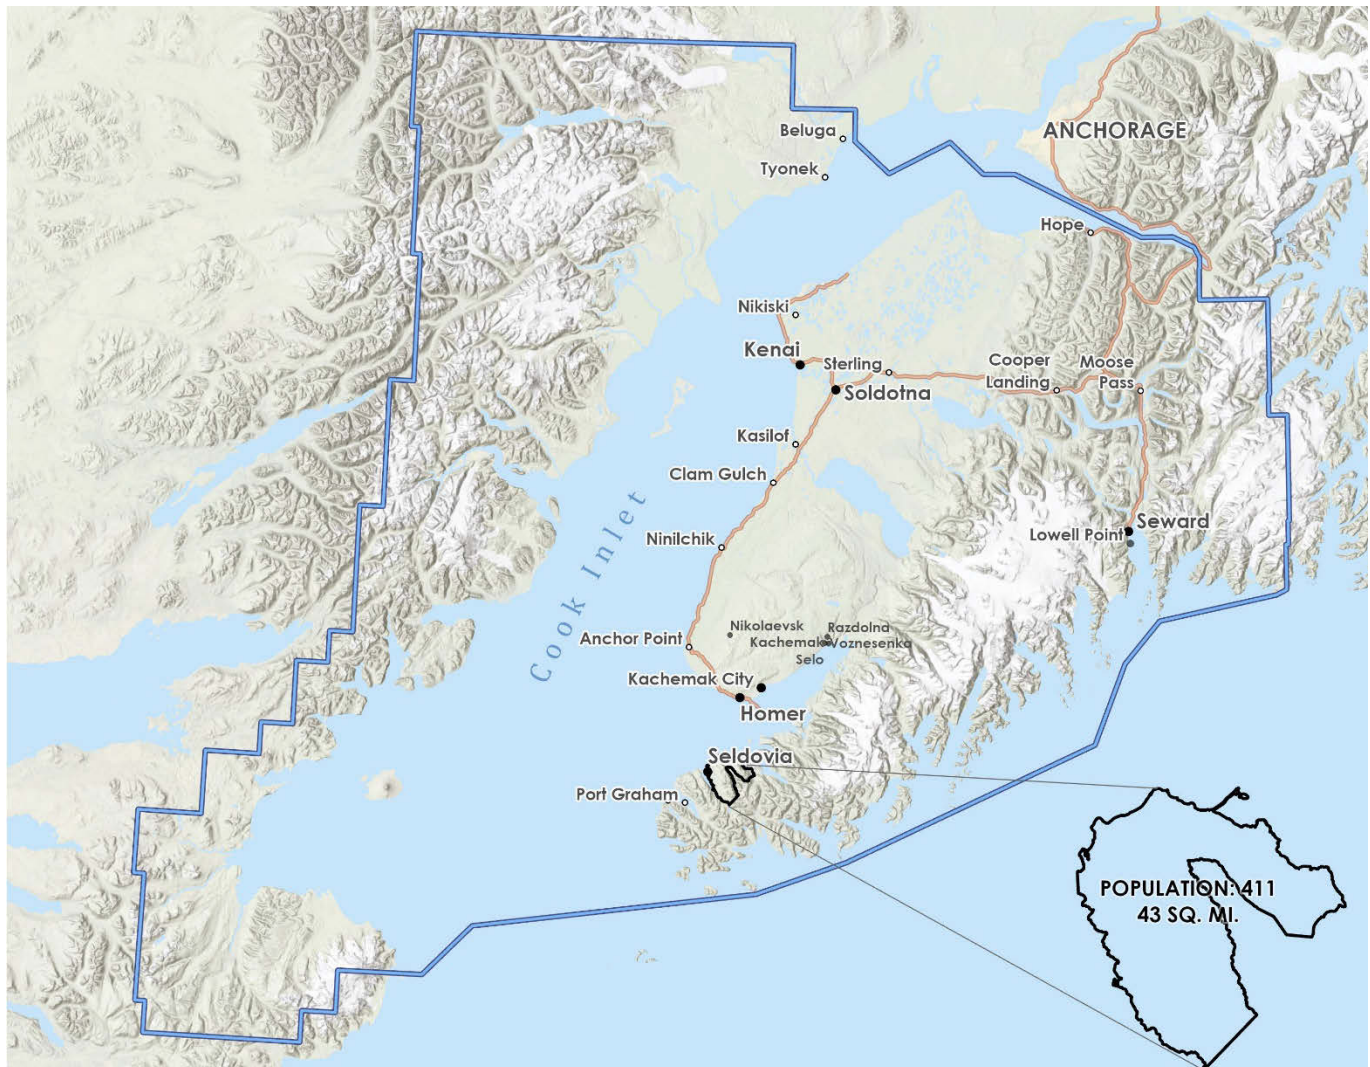 Beluga
ANCHORAGE
Tyonek
Hope
Nikiski
Kenai
Sterling
Cooper
Landing
Moose
Pass
Soldotna
Kasilof
Clam Gulch
Cook Inlet
Seward
Lowell Point
Ninilchik
Nikolaevsk
Razdolna
Anchor Point
Kachemak
Voznesenka
Selo
Kachemak City
Homer
Seldovia
Port Graham
POPULATION: 411
43 SQ. MI.